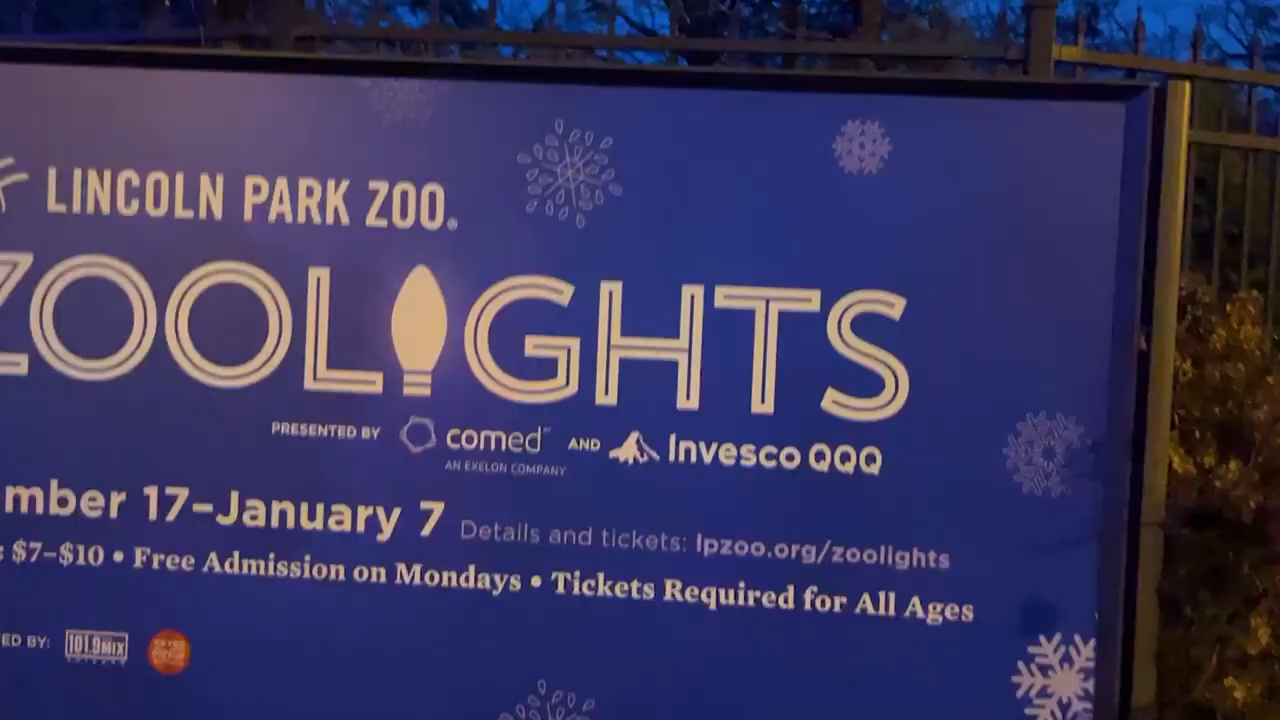 LINCOLN PARK ZOO®
ZOOLIGHTS
PRESENTED BY comed℠ AND Invesco QQQ
AN EXELON COMPANY
mber 17–January 7 Details and tickets: lpzoo.org/zoolights
: $7–$10 • Free Admission on Mondays • Tickets Required for All Ages
ED BY: 101.9MIX